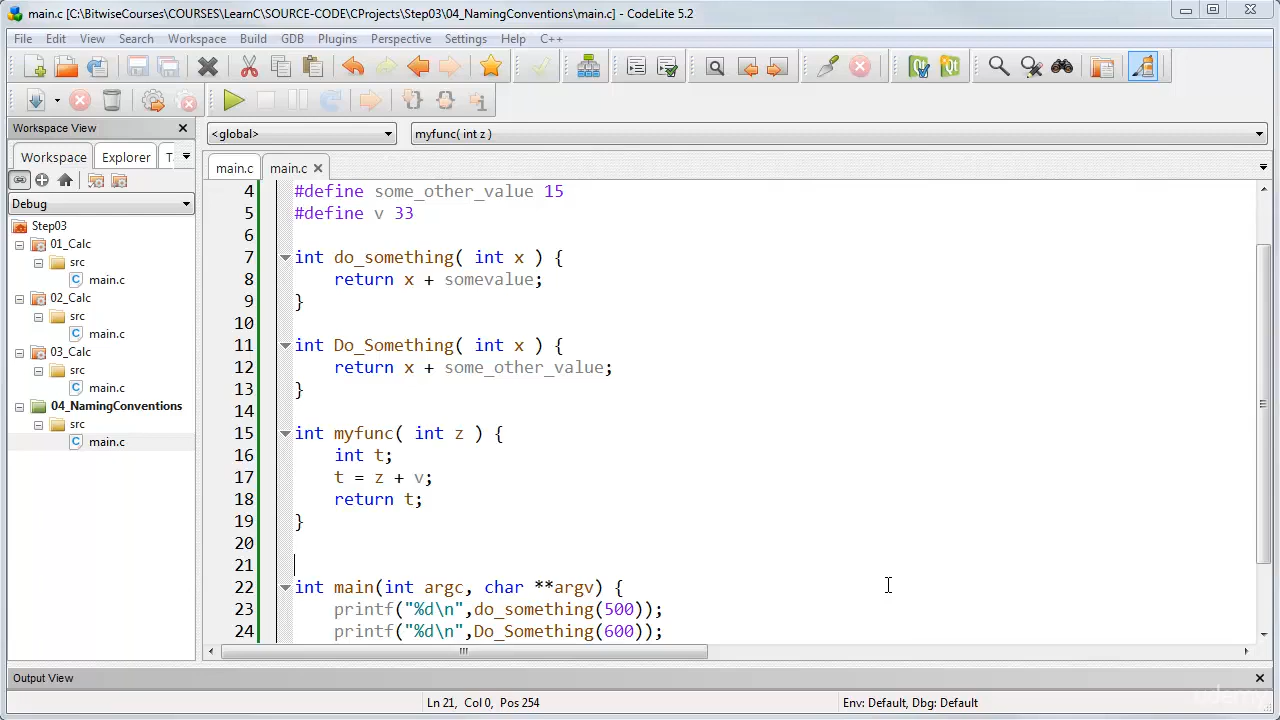 main.c [C:\BitwiseCourses\COURSES\LearnC\SOURCE-CODE\CProjects\Step03\04_NamingConventions\main.c] - CodeLite 5.2
File Edit View Search Workspace Build GDB Plugins Perspective Settings Help C++
Workspace View
<global>
myfunc( int z )
Workspace Explorer T
main.c main.c
Debug
Step03
01_Calc
src
main.c
02_Calc
src
main.c
03_Calc
src
main.c
04_NamingConventions
src
main.c
4 #define some_other_value 15
5 #define v 33
6
7 int do_something( int x ) {
8 return x + somevalue;
9 }
10
11 int Do_Something( int x ) {
12 return x + some_other_value;
13 }
14
15 int myfunc( int z ) {
16 int t;
17 t = z + v;
18 return t;
19 }
20
21
22 int main(int argc, char **argv) {
23 printf("%d\n",do_something(500));
24 printf("%d\n",Do_Something(600));
Output View
Ln 21, Col 0, Pos 254
Env: Default, Dbg: Default
udemy